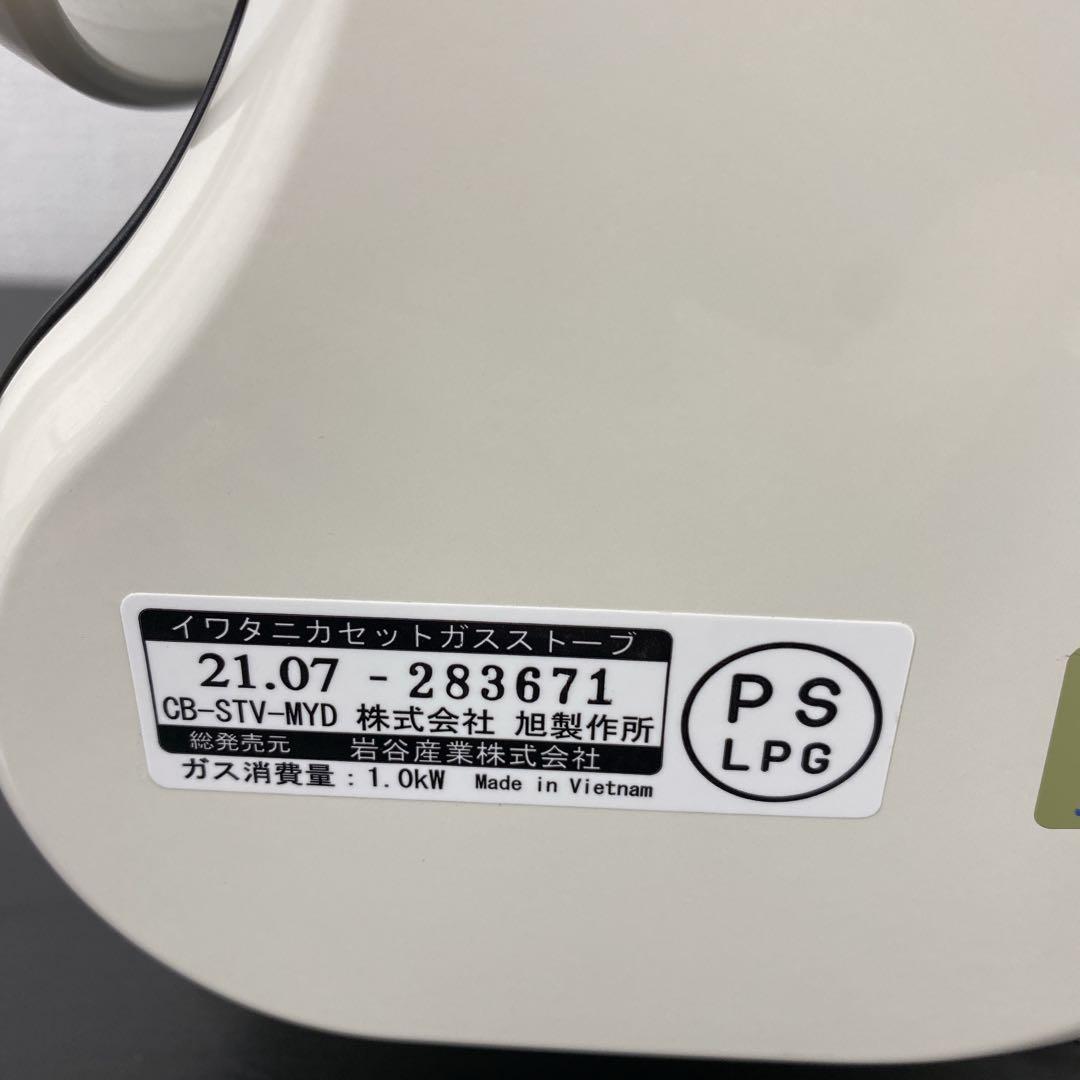 イワタニカセットガスストーブ
21.07 - 283671
CB-STV-MYD 株式会社 旭製作所
総発売元 岩谷産業株式会社
ガス消費量：1.0kW Made in Vietnam
PS
LPG